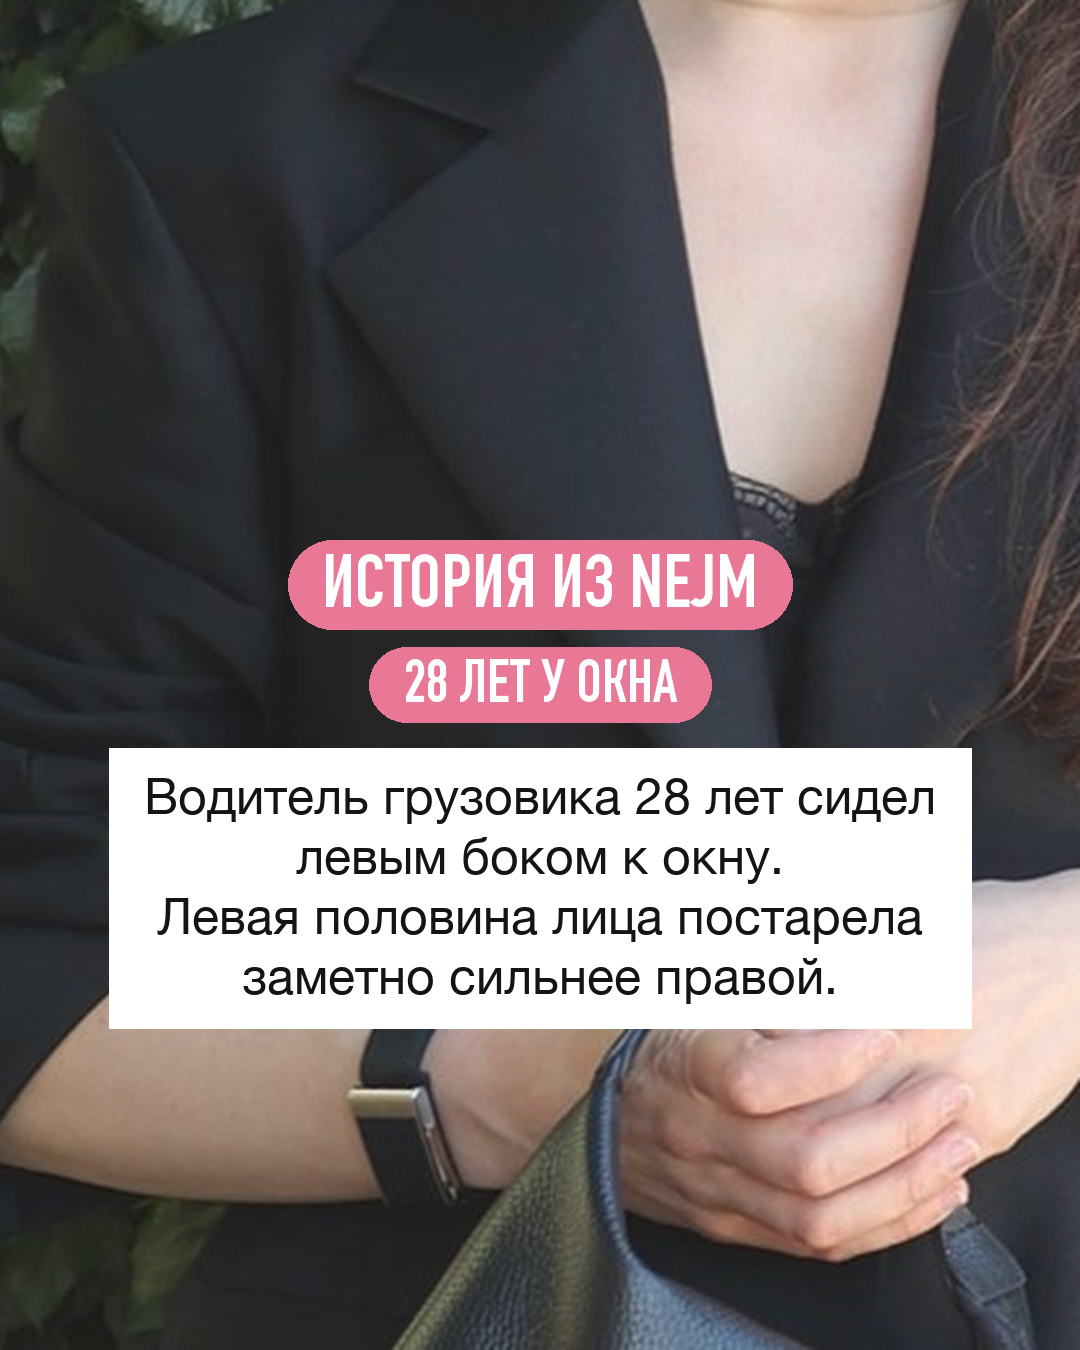 ИСТОРИЯ ИЗ NEJM
28 ЛЕТ У ОКНА
Водитель грузовика 28 лет сидел
левым боком к окну.
Левая половина лица постарела
заметно сильнее правой.